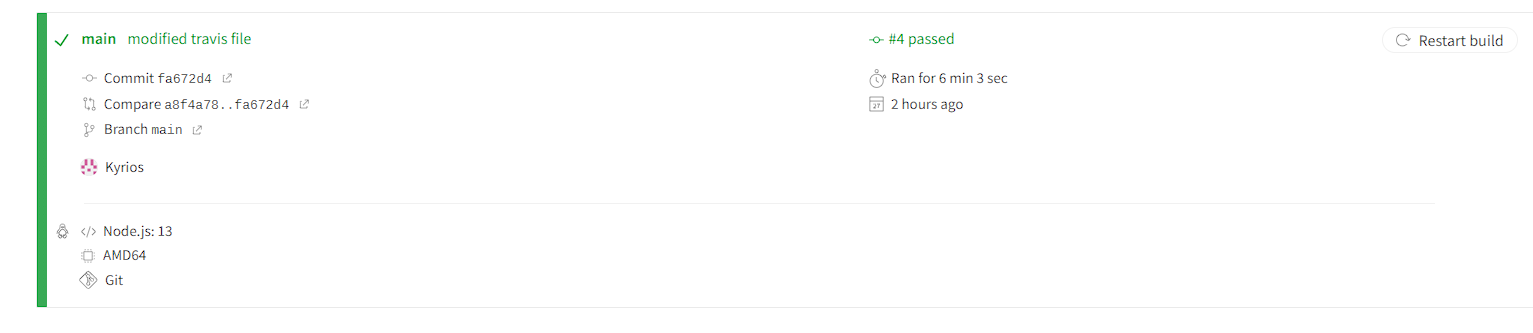 main modified travis file
#4 passed
Restart build
Commit fa672d4
Ran for 6 min 3 sec
Compare a8f4a78..fa672d4
2 hours ago
Branch main
Kyrios
Node.js: 13
AMD64
Git